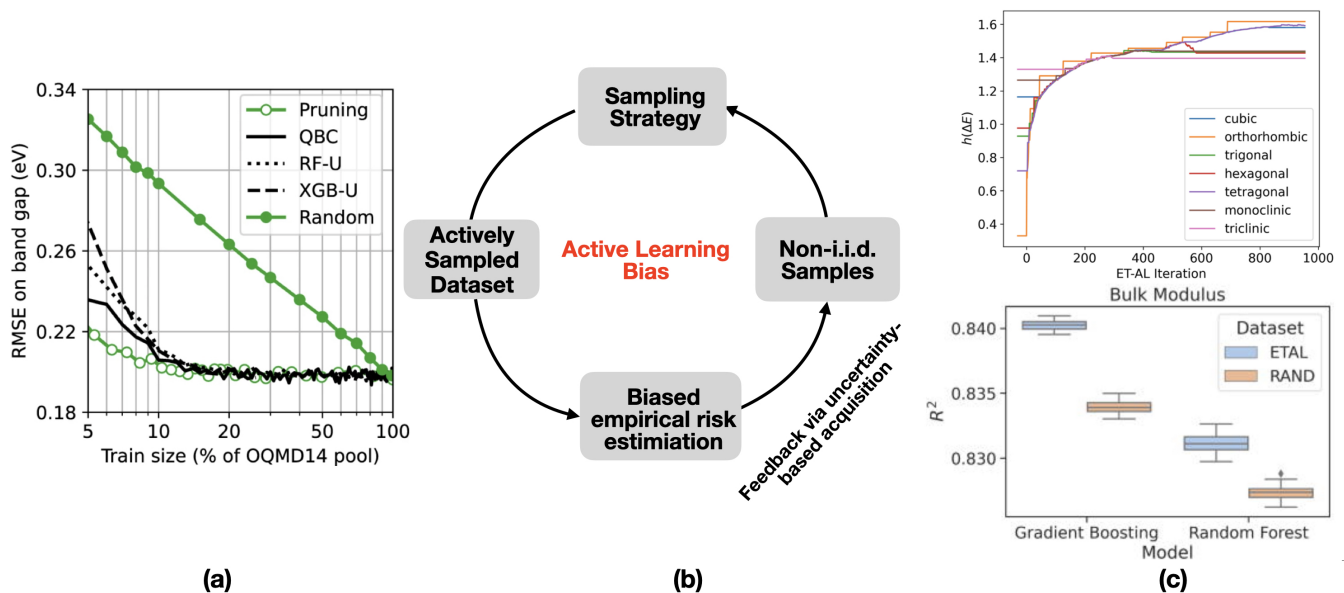 0.34
0.30
0.26
0.22
0.18
RMSE on band gap (eV)
Pruning
QBC
RF-U
XGB-U
Random
5
10
20
50
100
Train size (% of OQMD14 pool)
(a)
Sampling
Strategy
Actively
Sampled
Dataset
Active Learning
Bias
Non-i.i.d.
Samples
Biased
empirical risk
estimiation
Feedback via uncertainty-
based acquisition
(b)
1.6
1.4
1.2
1.0
0.8
0.6
0.4
h(ΔE)
cubic
orthorhombic
trigonal
hexagonal
tetragonal
monoclinic
triclinic
0
200
400
600
800
1000
ET-AL Iteration
Bulk Modulus
0.840
0.835
0.830
R²
Dataset
ETAL
RAND
Gradient Boosting
Random Forest
Model
(c)